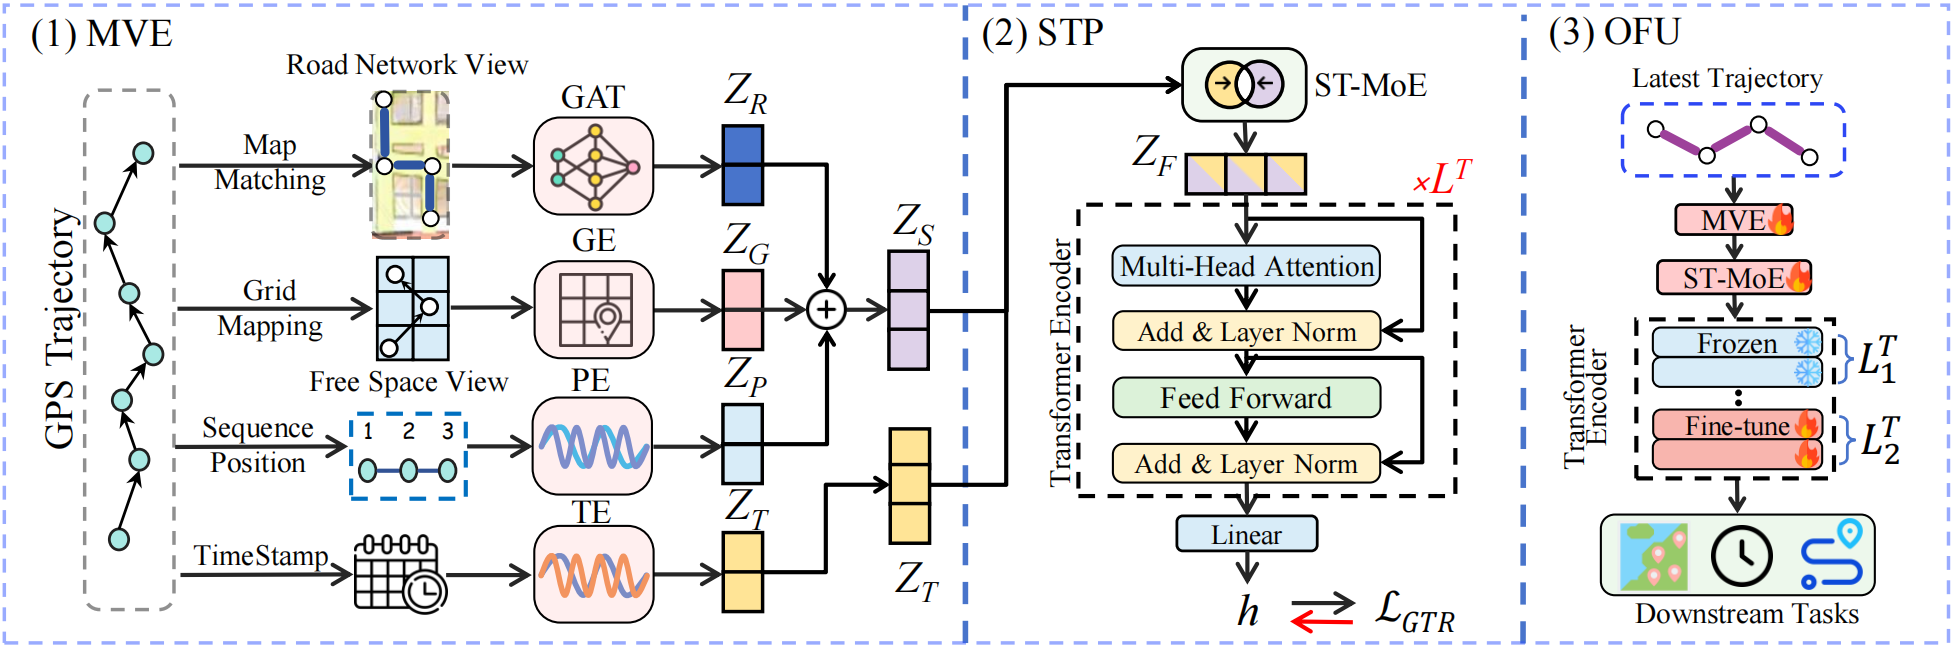 (1) MVE
GPS Trajectory
Map
Matching
Road Network View
GAT
Z_R
Grid
Mapping
Free Space View
GE
Z_G
Sequence
Position
1 2 3
PE
Z_P
TimeStamp
TE
Z_T
Z_S
Z_T
(2) STP
ST-MoE
Z_F
×L^T
Transformer Encoder
Multi-Head Attention
Add & Layer Norm
Feed Forward
Add & Layer Norm
Linear
h
ℒ_GTR
(3) OFU
Latest Trajectory
MVE
ST-MoE
Transformer
Encoder
Frozen
L_1^T
Fine-tune
L_2^T
Downstream Tasks